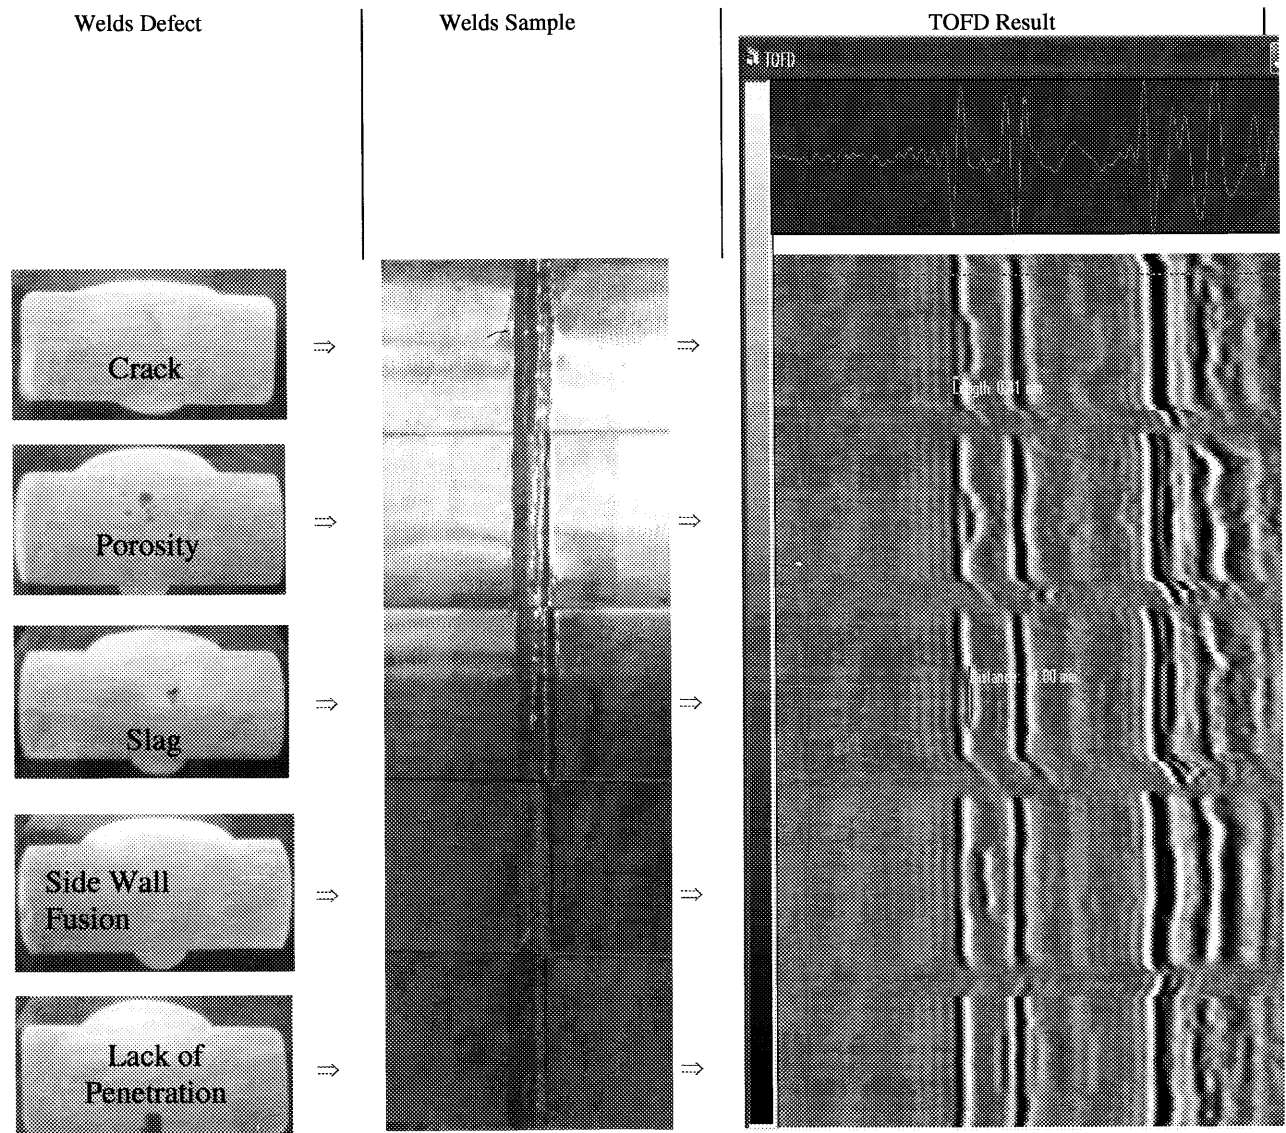 Welds Defect
Welds Sample
TOFD Result
TOFD
Crack
Porosity
Slag
Side Wall
Fusion
Lack of
Penetration